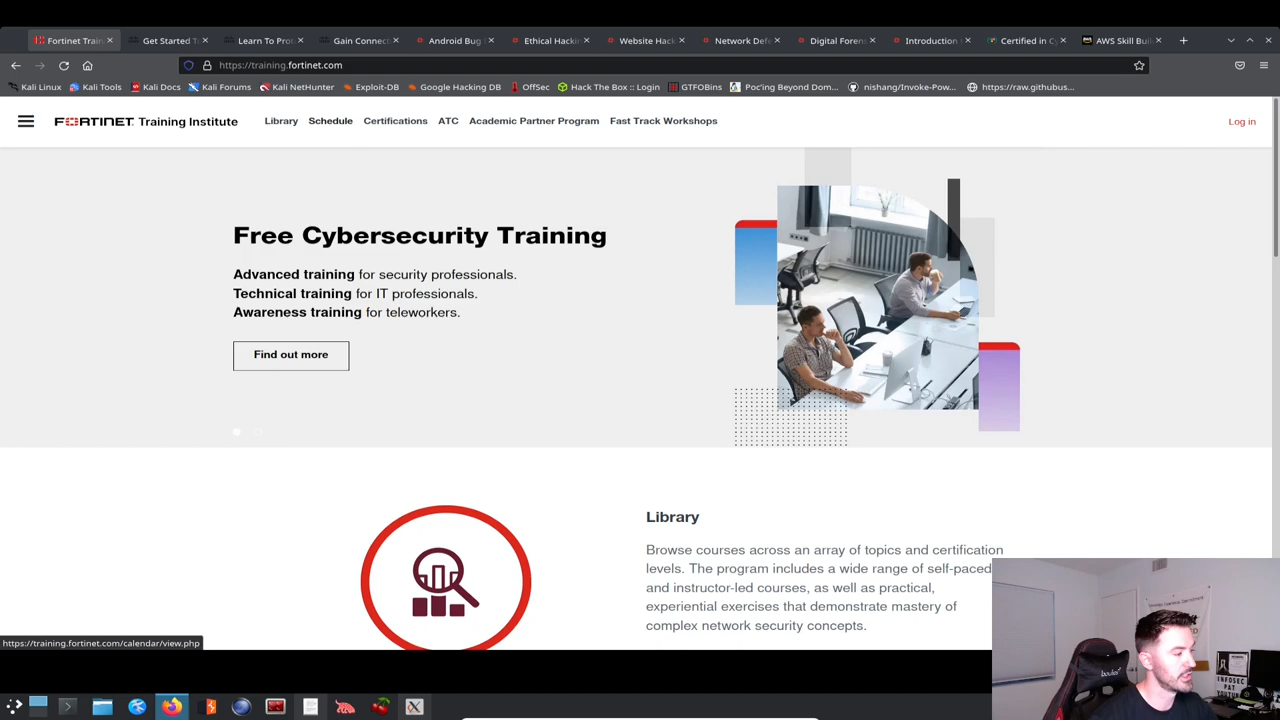 Fortinet Train
Get Started T
Learn To Pro
Gain Connect
Android Bug
Ethical Hackin
Website Hack
Network Defe
Digital Forens
Introduction
Certified in Cy
AWS Skill Buil
https://training.fortinet.com
Kali Linux
Kali Tools
Kali Docs
Kali Forums
Kali NetHunter
Exploit-DB
Google Hacking DB
OffSec
Hack The Box :: Login
GTFOBins
Poc'ing Beyond Dom...
nishang/Invoke-Pow...
https://raw.githubus...
FORTINET Training Institute
Library
Schedule
Certifications
ATC
Academic Partner Program
Fast Track Workshops
Log in
Free Cybersecurity Training
Advanced training for security professionals.
Technical training for IT professionals.
Awareness training for teleworkers.
Find out more
Library
Browse courses across an array of topics and certification
levels. The program includes a wide range of self-paced
and instructor-led courses, as well as practical,
experiential exercises that demonstrate mastery of
complex network security concepts.
https://training.fortinet.com/calendar/view.php
INFOSEC
PAT